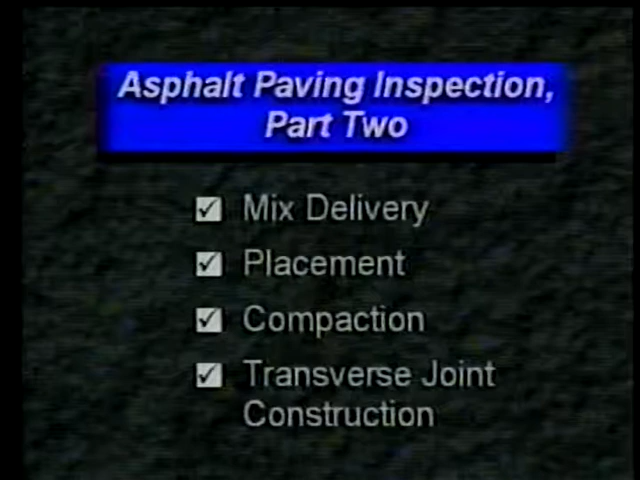 Asphalt Paving Inspection,
Part Two
Mix Delivery
Placement
Compaction
Transverse Joint
Construction